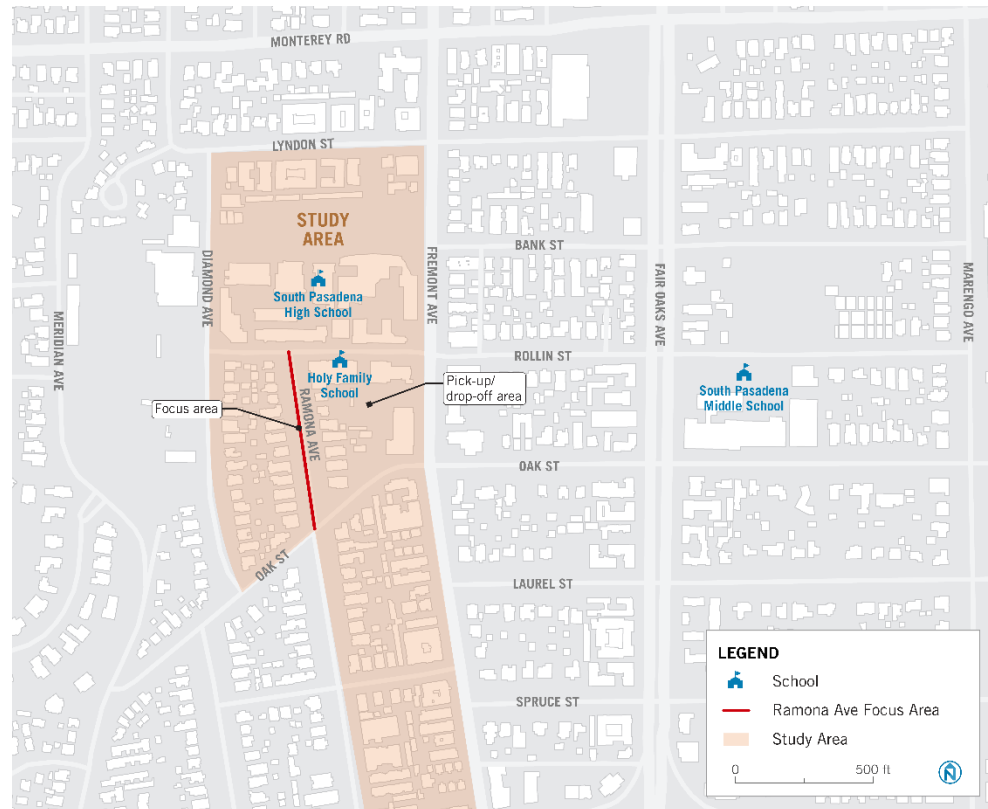 MONTEREY RD
LYNDON ST
STUDY
AREA
BANK ST
DIAMOND AVE
FREMONT AVE
FAIR OAKS AVE
MARENGO AVE
MERIDIAN AVE
South Pasadena
High School
ROLLIN ST
Holy Family
School
Pick-up/
drop-off area
South Pasadena
Middle School
Focus area
RAMONA AVE
OAK ST
OAK ST
LAUREL ST
SPRUCE ST
LEGEND
School
Ramona Ave Focus Area
Study Area
0 500 ft
N